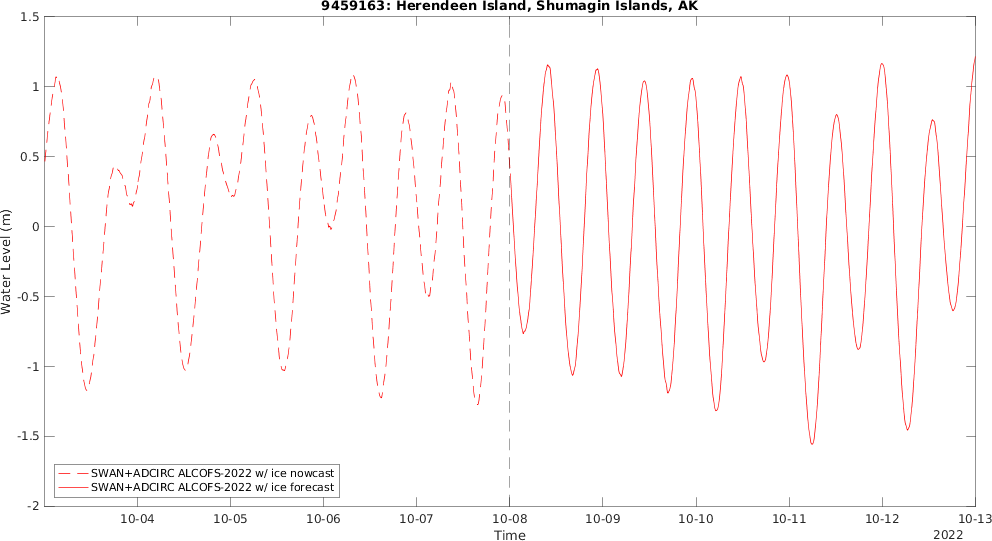 9459163: Herendeen Island, Shumagin Islands, AK
1.5
1
0.5
0
-0.5
-1
-1.5
-2
Water Level (m)
SWAN+ADCIRC ALCOFS-2022 w/ ice nowcast
SWAN+ADCIRC ALCOFS-2022 w/ ice forecast
10-04 10-05 10-06 10-07 10-08 10-09 10-10 10-11 10-12 10-13
Time
2022